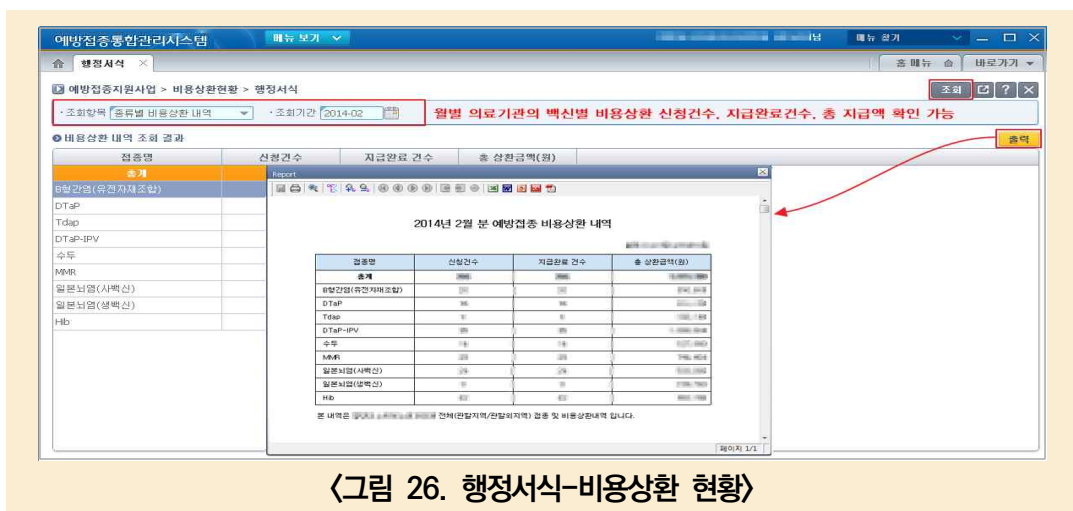 예방접종통합관리시스템 메뉴 보기 님 메뉴 찾기
행정서식 홈 메뉴 바로가기
예방접종지원사업 > 비용상환현황 > 행정서식 조회
조회항목 종류별 비용상환 내역 조회기간 2014-02 월별 의료기관의 백신별 비용상환 신청건수, 지급완료건수, 총 지급액 확인 가능
비용상환 내역 조회 결과 출력
접종명 신청건수 지급완료 건수 총 상환금액(원)
총계
B형간염(유전자재조합)
DTaP
Tdap
DTaP-IPV
수두
MMR
일본뇌염(사백신)
일본뇌염(생백신)
Hib
Report
2014년 2월 분 예방접종 비용상환 내역
접종명 신청건수 지급완료 건수 총 상환금액(원)
총계
B형간염(유전자재조합)
DTaP
Tdap
DTaP-IPV
수두
MMR
일본뇌염(사백신)
일본뇌염(생백신)
Hib
본 내역은 전체(관할지역/관할외지역) 접종 및 비용상환내역 입니다.
페이지 1/1
<그림 26. 행정서식-비용상환 현황>